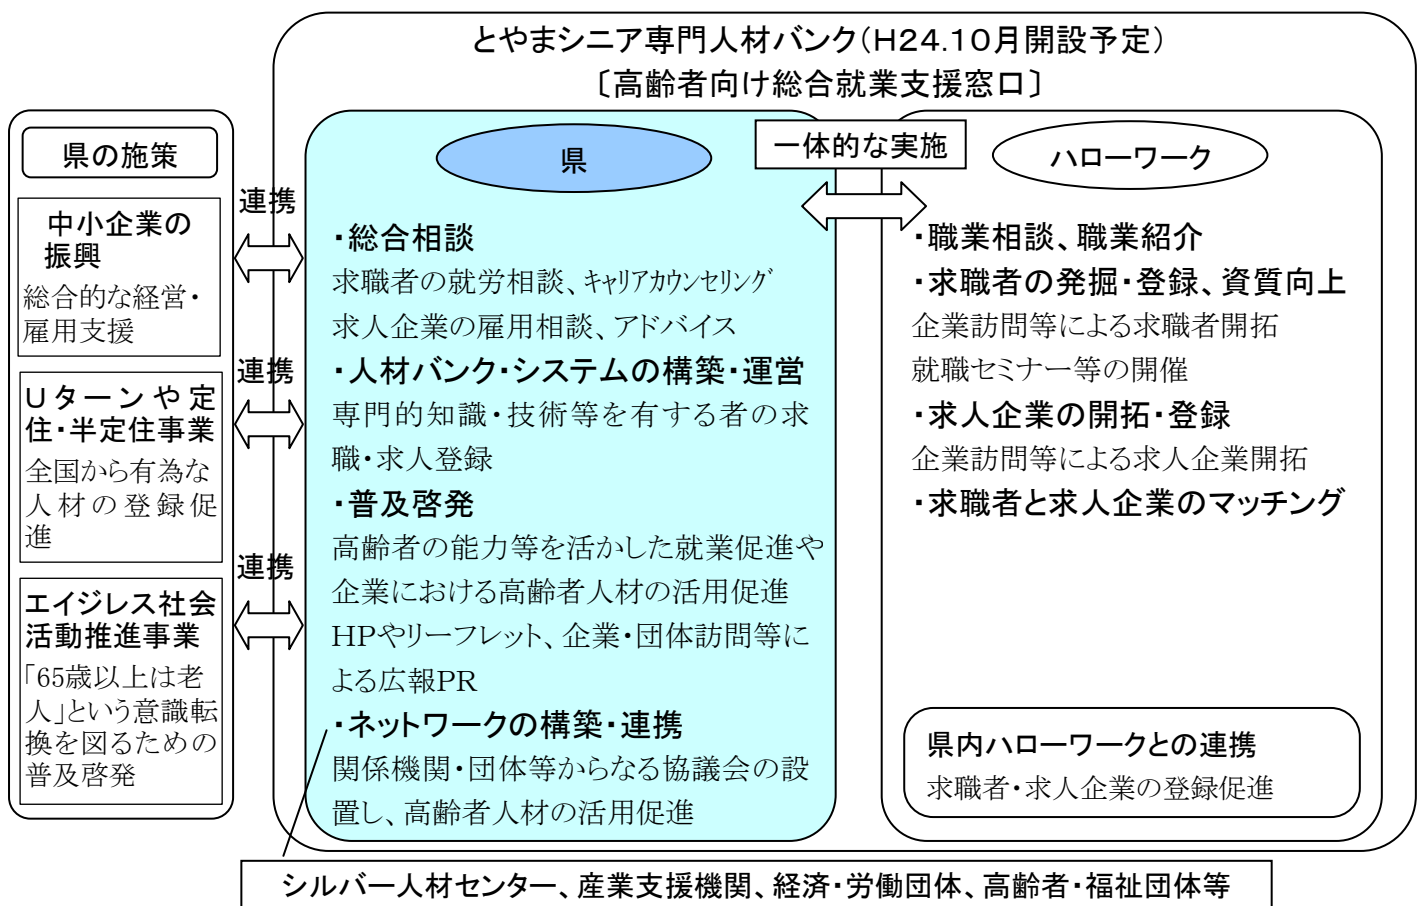 とやまシニア専門人材バンク(H24.10月開設予定)
〔高齢者向け総合就業支援窓口〕
県の施策
中小企業の
振興
総合的な経営・
雇用支援
Uターンや定
住・半定住事業
全国から有為な
人材の登録促
進
エイジレス社会
活動推進事業
「65歳以上は老
人」という意識転
換を図るための
普及啓発
連携
連携
連携
県
・総合相談
求職者の就労相談、キャリアカウンセリング
求人企業の雇用相談、アドバイス
・人材バンク・システムの構築・運営
専門的知識・技術等を有する者の求
職・求人登録
・普及啓発
高齢者の能力等を活かした就業促進や
企業における高齢者人材の活用促進
HPやリーフレット、企業・団体訪問等に
よる広報PR
・ネットワークの構築・連携
関係機関・団体等からなる協議会の設
置し、高齢者人材の活用促進
一体的な実施
ハローワーク
・職業相談、職業紹介
・求職者の発掘・登録、資質向上
企業訪問等による求職者開拓
就職セミナー等の開催
・求人企業の開拓・登録
企業訪問等による求人企業開拓
・求職者と求人企業のマッチング
県内ハローワークとの連携
求職者・求人企業の登録促進
シルバー人材センター、産業支援機関、経済・労働団体、高齢者・福祉団体等